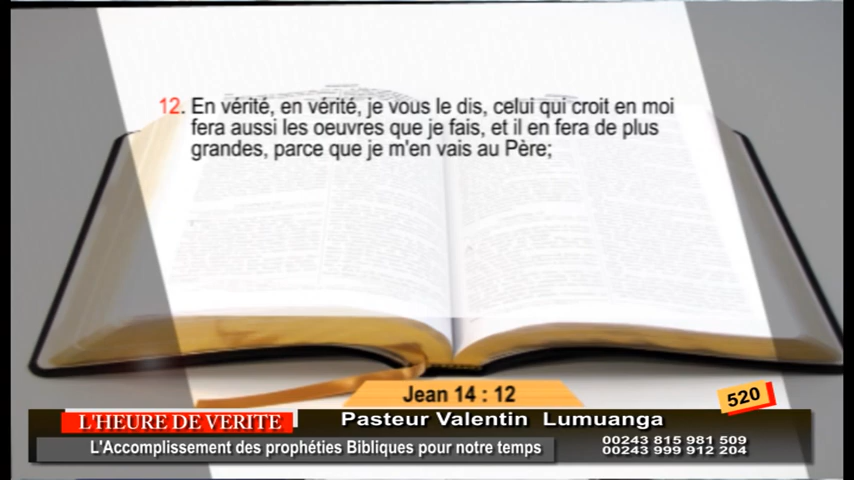 12. En vérité, en vérité, je vous le dis, celui qui croit en moi
fera aussi les oeuvres que je fais, et il en fera de plus
grandes, parce que je m'en vais au Père;
Jean 14 : 12
520
L'HEURE DE VERITE
Pasteur Valentin Lumuanga
L'Accomplissement des prophéties Bibliques pour notre temps
00243 815 981 509
00243 999 912 204